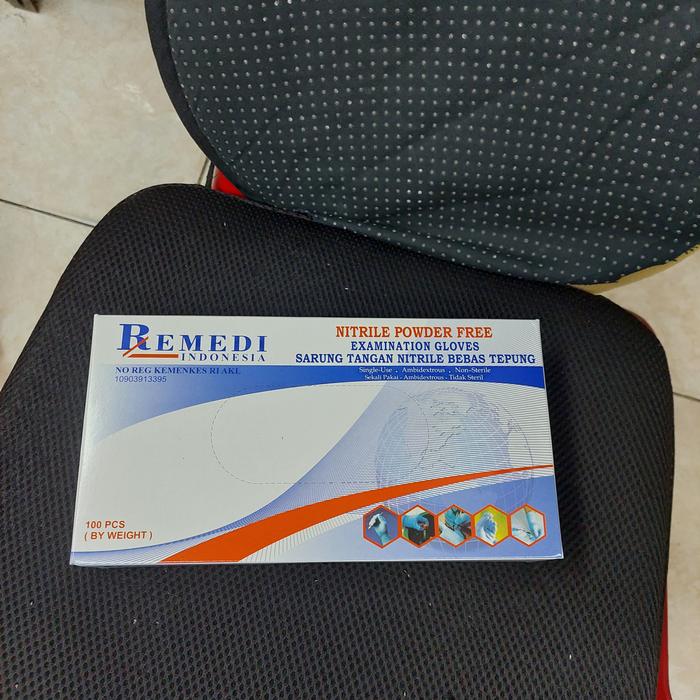 REMEDI
INDONESIA
NO REG KEMENKES RI AKL
10903913395
NITRILE POWDER FREE
EXAMINATION GLOVES
SARUNG TANGAN NITRILE BEBAS TEPUNG
Single-Use , Ambidextrous , Non-Sterile
Sekali Pakai - Ambidextrous - Tidak Steril
100 PCS
( BY WEIGHT )